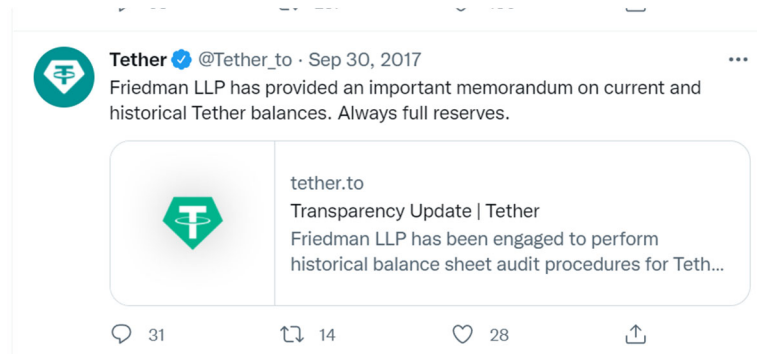 Tether @Tether_to · Sep 30, 2017
Friedman LLP has provided an important memorandum on current and
historical Tether balances. Always full reserves.
tether.to
Transparency Update | Tether
Friedman LLP has been engaged to perform
historical balance sheet audit procedures for Teth...
31 14 28